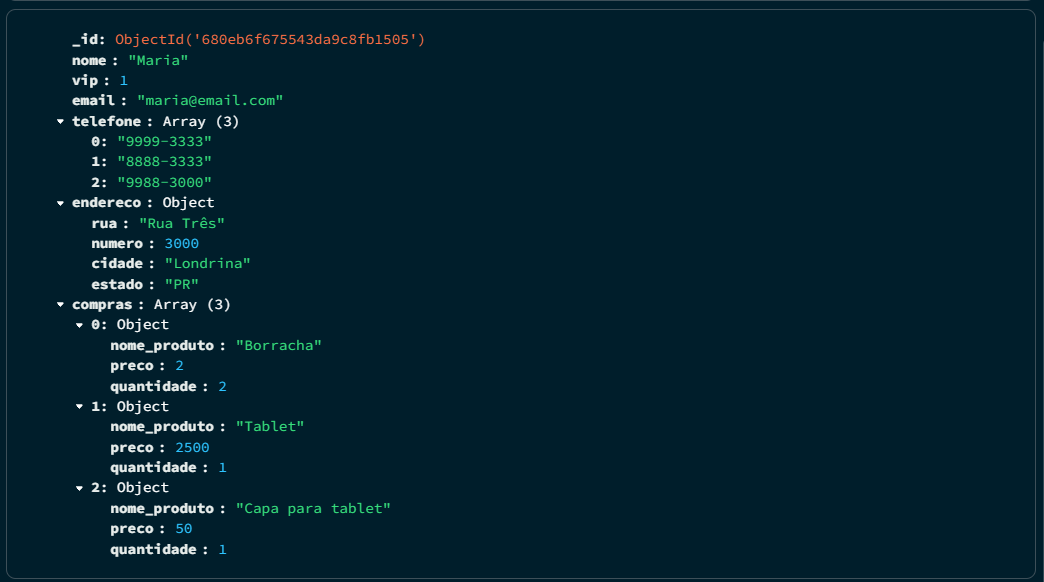 _id: ObjectId('680eb6f675543da9c8fb1505')
nome : "Maria"
vip : 1
email : "maria@email.com"
telefone : Array (3)
0: "9999-3333"
1: "8888-3333"
2: "9988-3000"
endereco : Object
rua : "Rua Três"
numero : 3000
cidade : "Londrina"
estado : "PR"
compras : Array (3)
0: Object
nome_produto : "Borracha"
preco : 2
quantidade : 2
1: Object
nome_produto : "Tablet"
preco : 2500
quantidade : 1
2: Object
nome_produto : "Capa para tablet"
preco : 50
quantidade : 1